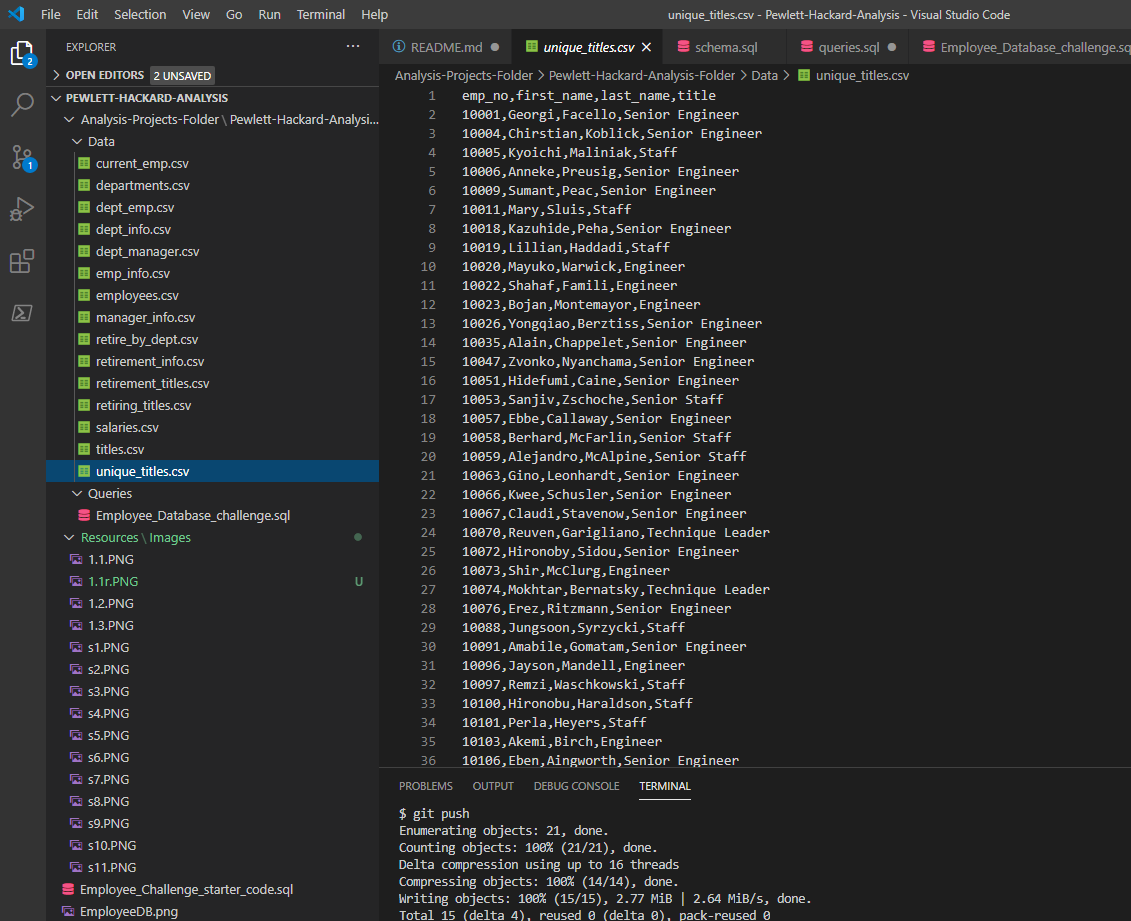 File Edit Selection View Go Run Terminal Help
unique_titles.csv - Pewlett-Hackard-Analysis - Visual Studio Code
2
1
EXPLORER ...
OPEN EDITORS 2 UNSAVED
PEWLETT-HACKARD-ANALYSIS
Analysis-Projects-Folder \ Pewlett-Hackard-Analysi...
Data
current_emp.csv
departments.csv
dept_emp.csv
dept_info.csv
dept_manager.csv
emp_info.csv
employees.csv
manager_info.csv
retire_by_dept.csv
retirement_info.csv
retirement_titles.csv
retiring_titles.csv
salaries.csv
titles.csv
unique_titles.csv
Queries
Employee_Database_challenge.sql
Resources \ Images
1.1.PNG
1.1r.PNG U
1.2.PNG
1.3.PNG
s1.PNG
s2.PNG
s3.PNG
s4.PNG
s5.PNG
s6.PNG
s7.PNG
s8.PNG
s9.PNG
s10.PNG
s11.PNG
Employee_Challenge_starter_code.sql
EmployeeDB.png
README.md unique_titles.csv schema.sql queries.sql Employee_Database_challenge.sq
Analysis-Projects-Folder > Pewlett-Hackard-Analysis-Folder > Data > unique_titles.csv
1 emp_no,first_name,last_name,title
2 10001,Georgi,Facello,Senior Engineer
3 10004,Chirstian,Koblick,Senior Engineer
4 10005,Kyoichi,Maliniak,Staff
5 10006,Anneke,Preusig,Senior Engineer
6 10009,Sumant,Peac,Senior Engineer
7 10011,Mary,Sluis,Staff
8 10018,Kazuhide,Peha,Senior Engineer
9 10019,Lillian,Haddadi,Staff
10 10020,Mayuko,Warwick,Engineer
11 10022,Shahaf,Famili,Engineer
12 10023,Bojan,Montemayor,Engineer
13 10026,Yongqiao,Berztiss,Senior Engineer
14 10035,Alain,Chappelet,Senior Engineer
15 10047,Zvonko,Nyanchama,Senior Engineer
16 10051,Hidefumi,Caine,Senior Engineer
17 10053,Sanjiv,Zschoche,Senior Staff
18 10057,Ebbe,Callaway,Senior Engineer
19 10058,Berhard,McFarlin,Senior Staff
20 10059,Alejandro,McAlpine,Senior Staff
21 10063,Gino,Leonhardt,Senior Engineer
22 10066,Kwee,Schusler,Senior Engineer
23 10067,Claudi,Stavenow,Senior Engineer
24 10070,Reuven,Garigliano,Technique Leader
25 10072,Hironoby,Sidou,Senior Engineer
26 10073,Shir,McClurg,Engineer
27 10074,Mokhtar,Bernatsky,Technique Leader
28 10076,Erez,Ritzmann,Senior Engineer
29 10088,Jungsoon,Syrzycki,Staff
30 10091,Amabile,Gomatam,Senior Engineer
31 10096,Jayson,Mandell,Engineer
32 10097,Remzi,Waschkowski,Staff
33 10100,Hironobu,Haraldson,Staff
34 10101,Perla,Heyers,Staff
35 10103,Akemi,Birch,Engineer
36 10106,Eben,Aingworth,Senior Engineer
PROBLEMS OUTPUT DEBUG CONSOLE TERMINAL
$ git push
Enumerating objects: 21, done.
Counting objects: 100% (21/21), done.
Delta compression using up to 16 threads
Compressing objects: 100% (14/14), done.
Writing objects: 100% (15/15), 2.77 MiB | 2.64 MiB/s, done.
Total 15 (delta 4), reused 0 (delta 0), pack-reused 0